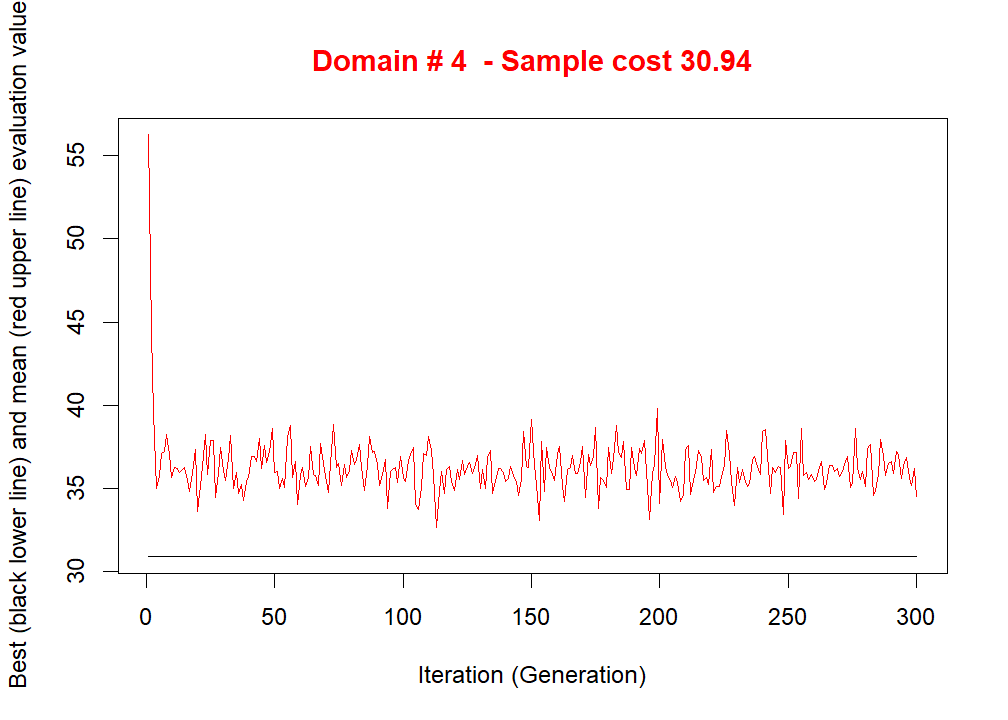 Domain # 4  - Sample cost 30.94
Best (black lower line) and mean (red upper line) evaluation value
55
50
45
40
35
30
0 50 100 150 200 250 300
Iteration (Generation)